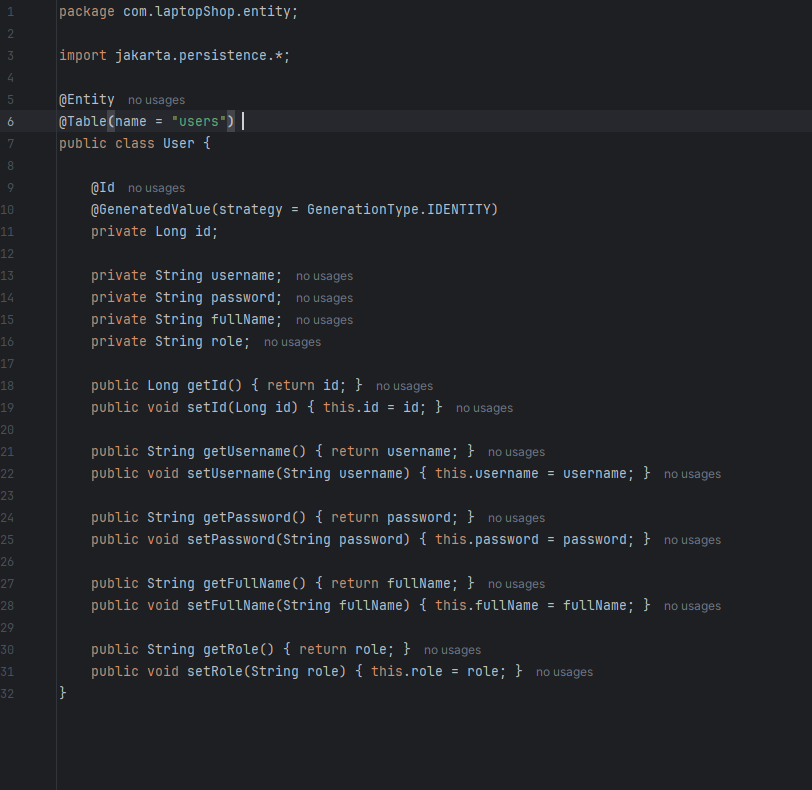 1 package com.laptopShop.entity;
2
3 import jakarta.persistence.*;
4
5 @Entity no usages
6 @Table(name = "users")
7 public class User {
8
9 @Id no usages
10 @GeneratedValue(strategy = GenerationType.IDENTITY)
11 private Long id;
12
13 private String username; no usages
14 private String password; no usages
15 private String fullName; no usages
16 private String role; no usages
17
18 public Long getId() { return id; } no usages
19 public void setId(Long id) { this.id = id; } no usages
20
21 public String getUsername() { return username; } no usages
22 public void setUsername(String username) { this.username = username; } no usages
23
24 public String getPassword() { return password; } no usages
25 public void setPassword(String password) { this.password = password; } no usages
26
27 public String getFullName() { return fullName; } no usages
28 public void setFullName(String fullName) { this.fullName = fullName; } no usages
29
30 public String getRole() { return role; } no usages
31 public void setRole(String role) { this.role = role; } no usages
32 }